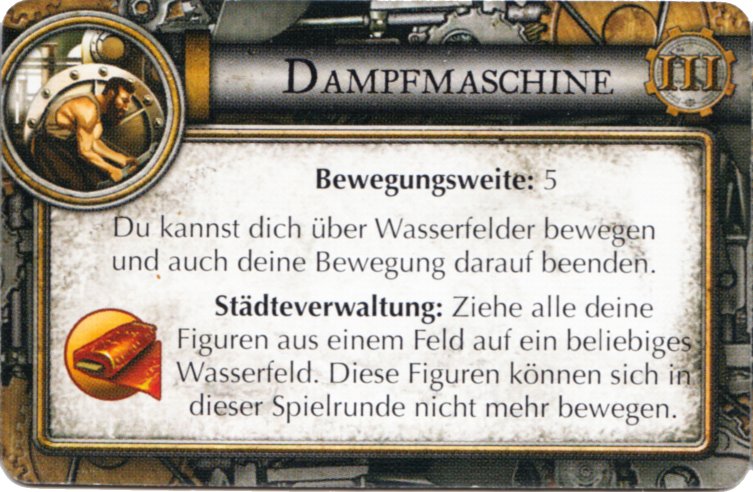 DAMPFMASCHINE
III
Bewegungsweite: 5
Du kannst dich über Wasserfelder bewegen
und auch deine Bewegung darauf beenden.
Städteverwaltung: Ziehe alle deine
Figuren aus einem Feld auf ein beliebiges
Wasserfeld. Diese Figuren können sich in
dieser Spielrunde nicht mehr bewegen.